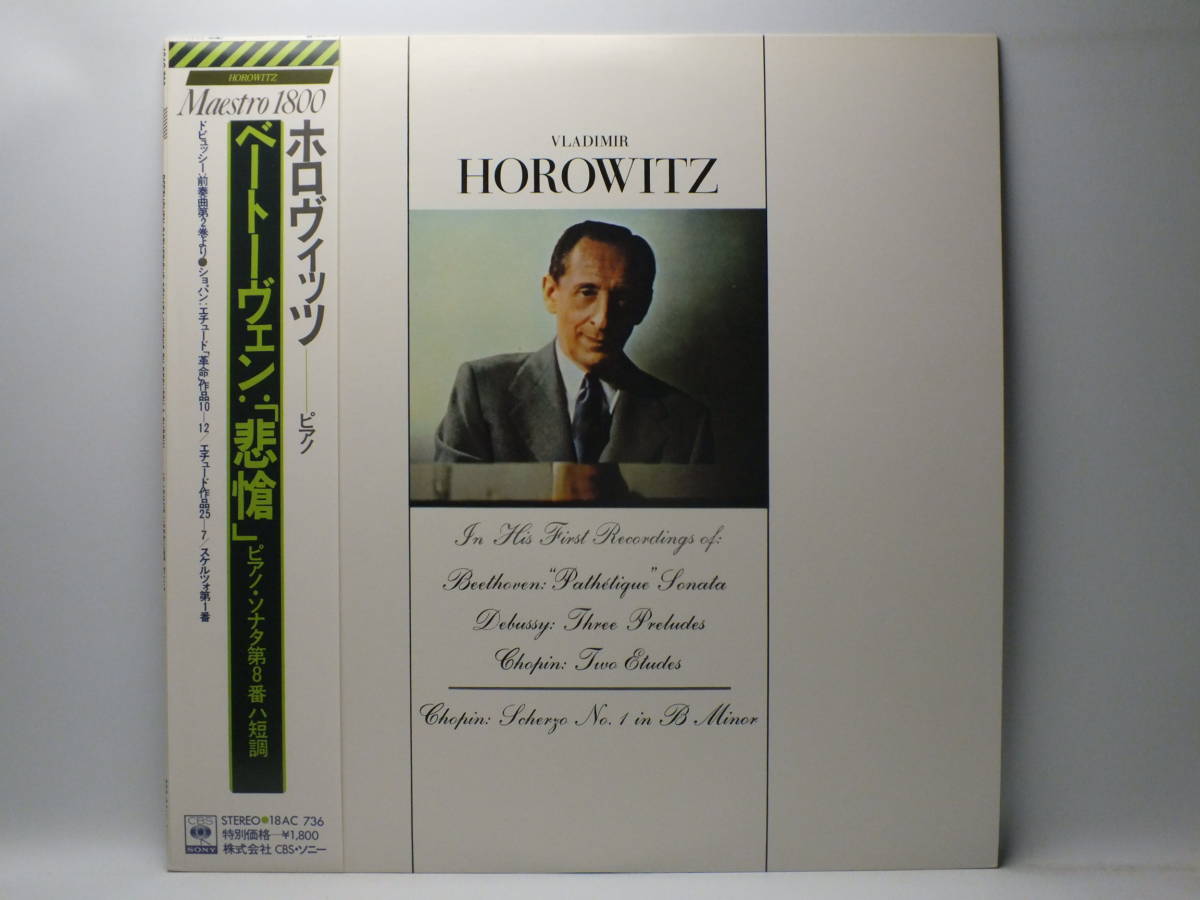 HOROWITZ
Maestro 1800
ホロヴィッツ——ピアノ
ベートーヴェン:「悲愴」ピアノ・ソナタ第8番 ハ短調
ドビュッシー:前奏曲第2巻より●ショパン:エチュード「革命」作品10—12/エチュード作品25—7/スケルツォ第1番
CBS
SONY
STEREO●18AC 736
特別価格—¥1,800
株式会社 CBS・ソニー
VLADIMIR
HOROWITZ
In His First Recordings of:
Beethoven: "Pathétique" Sonata
Debussy: Three Preludes
Chopin: Two Etudes
Chopin: Scherzo No. 1 in B Minor